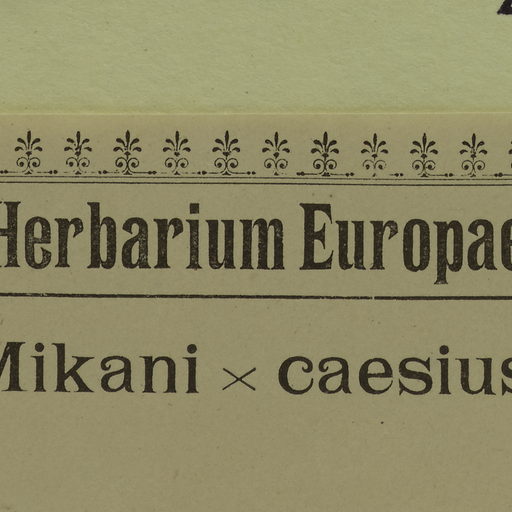 Herbarium Europae
Mikani × caesius